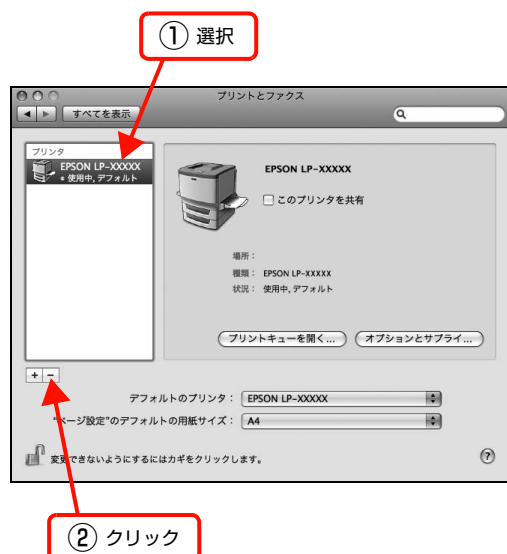 ① 選択
プリントとファクス
すべてを表示
プリンタ
EPSON LP-XXXXX
使用中, デフォルト
EPSON LP-XXXXX
このプリンタを共有
場所：
種類： EPSON LP-XXXXX
状況： 使用中, デフォルト
プリントキューを開く... オプションとサプライ...
+ −
デフォルトのプリンタ： EPSON LP-XXXXX
"ページ設定"のデフォルトの用紙サイズ： A4
変更できないようにするにはカギをクリックします。 ?
② クリック